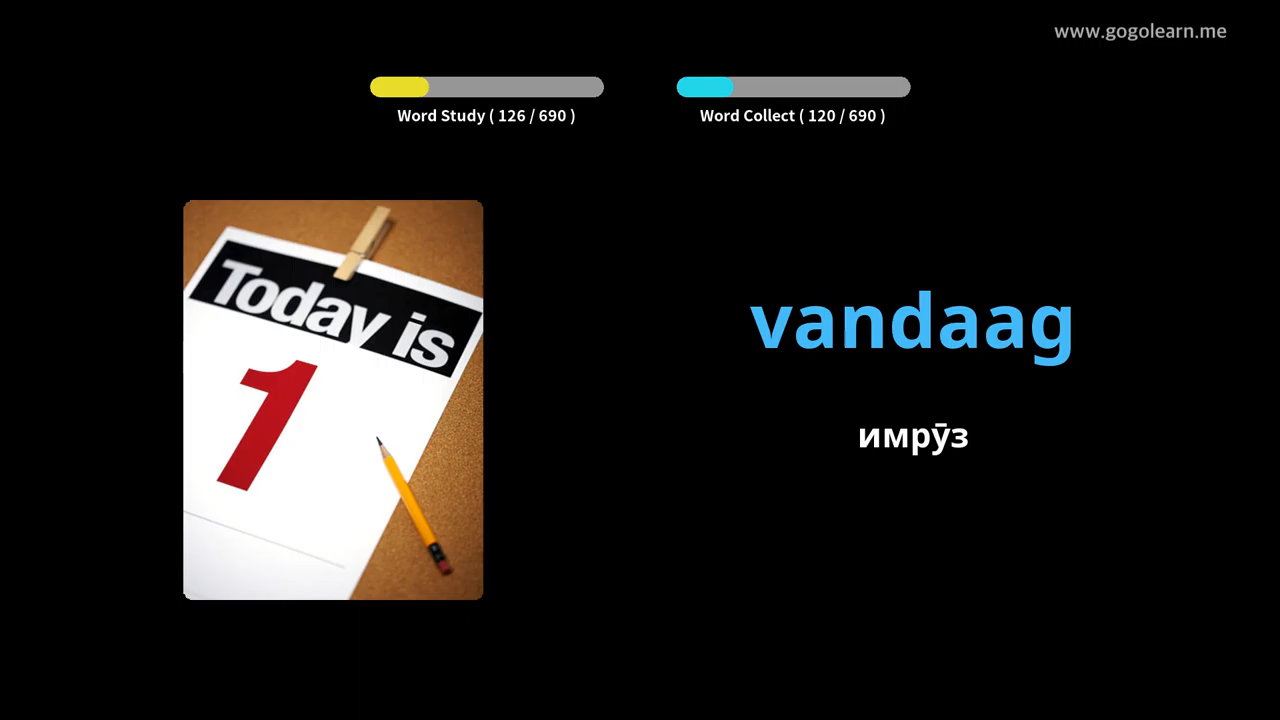 www.gogolearn.me
Word Study ( 126 / 690 )
Word Collect ( 120 / 690 )
Today is
1
vandaag
имрӯз